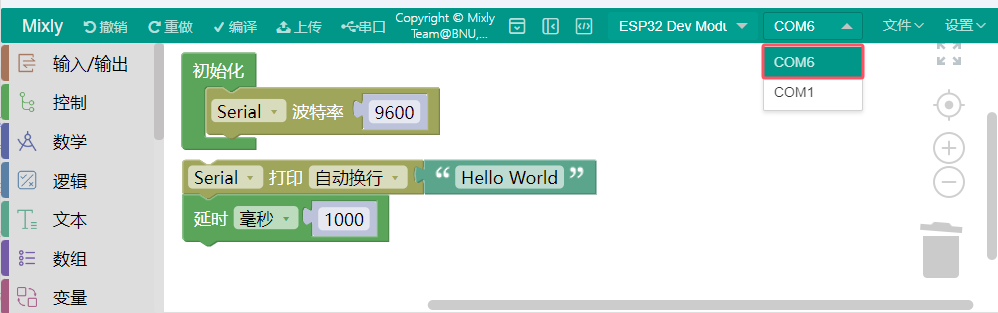 Mixly 撤销 重做 编译 上传 串口 Copyright © Mixly Team@BNU,... ESP32 Dev Modu COM6 文件 设置
COM6
COM1
输入/输出
控制
数学
逻辑
文本
数组
变量
初始化
Serial 波特率 9600
Serial 打印 自动换行 “ Hello World ”
延时 毫秒 1000